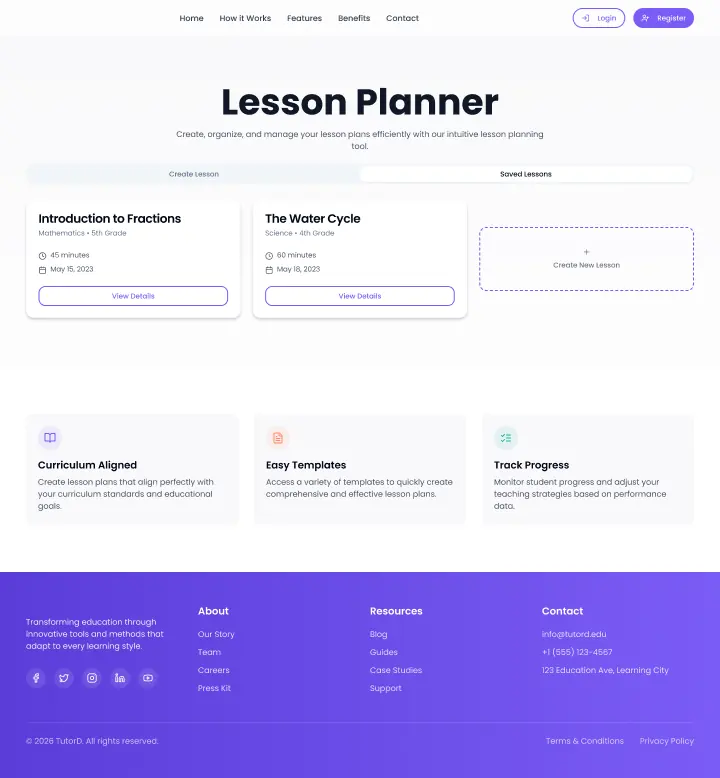 Home How it Works Features Benefits Contact Login Register
Lesson Planner
Create, organize, and manage your lesson plans efficiently with our intuitive lesson planning
tool.
Create Lesson Saved Lessons
Introduction to Fractions
Mathematics • 5th Grade
45 minutes
May 15, 2023
View Details
The Water Cycle
Science • 4th Grade
60 minutes
May 18, 2023
View Details
+
Create New Lesson
Curriculum Aligned
Create lesson plans that align perfectly with
your curriculum standards and educational
goals.
Easy Templates
Access a variety of templates to quickly create
comprehensive and effective lesson plans.
Track Progress
Monitor student progress and adjust your
teaching strategies based on performance
data.
Transforming education through
innovative tools and methods that
adapt to every learning style.
About
Our Story
Team
Careers
Press Kit
Resources
Blog
Guides
Case Studies
Support
Contact
info@tutord.edu
+1 (555) 123-4567
123 Education Ave, Learning City
© 2026 TutorD. All rights reserved.
Terms & Conditions Privacy Policy